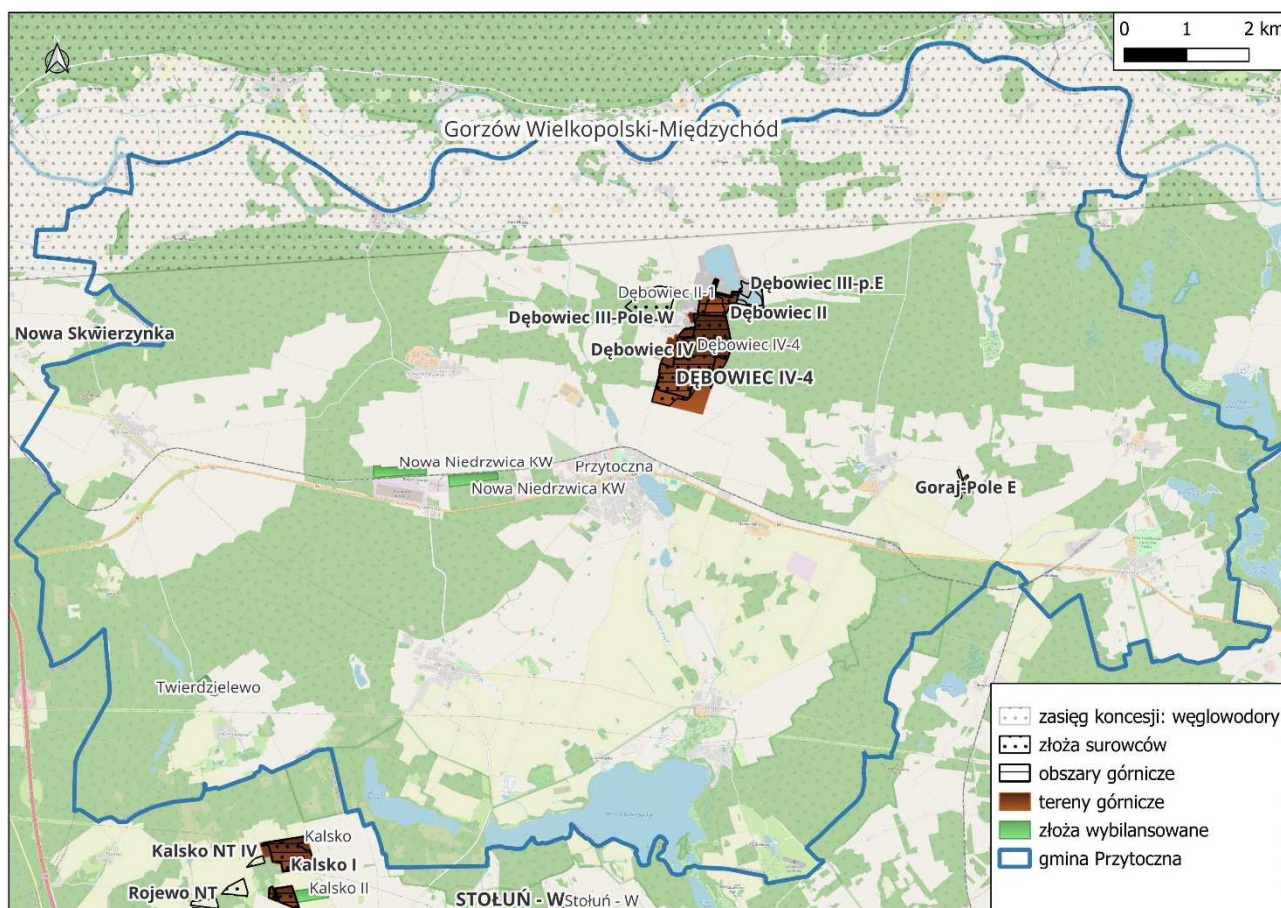 0 1 2 km
Gorzów Wielkopolski-Międzychód
Dębowiec III-p.E
Dębowiec II-1
Dębowiec III-Pole W
Dębowiec II
Nowa Skwierzynka
Dębowiec IV
Dębowiec IV-4
DĘBOWIEC IV-4
Nowa Niedrzwica KW
Przytoczna
Nowa Niedrzwica KW
Goraj-Pole E
Twierdzielewo
zasięg koncesji: węglowodory
złoża surowców
obszary górnicze
tereny górnicze
złoża wybilansowane
gmina Przytoczna
Kalsko
Kalsko NT IV
Kalsko I
Rojewo NT
Kalsko II
STOŁUŃ - W
Stołuń - W